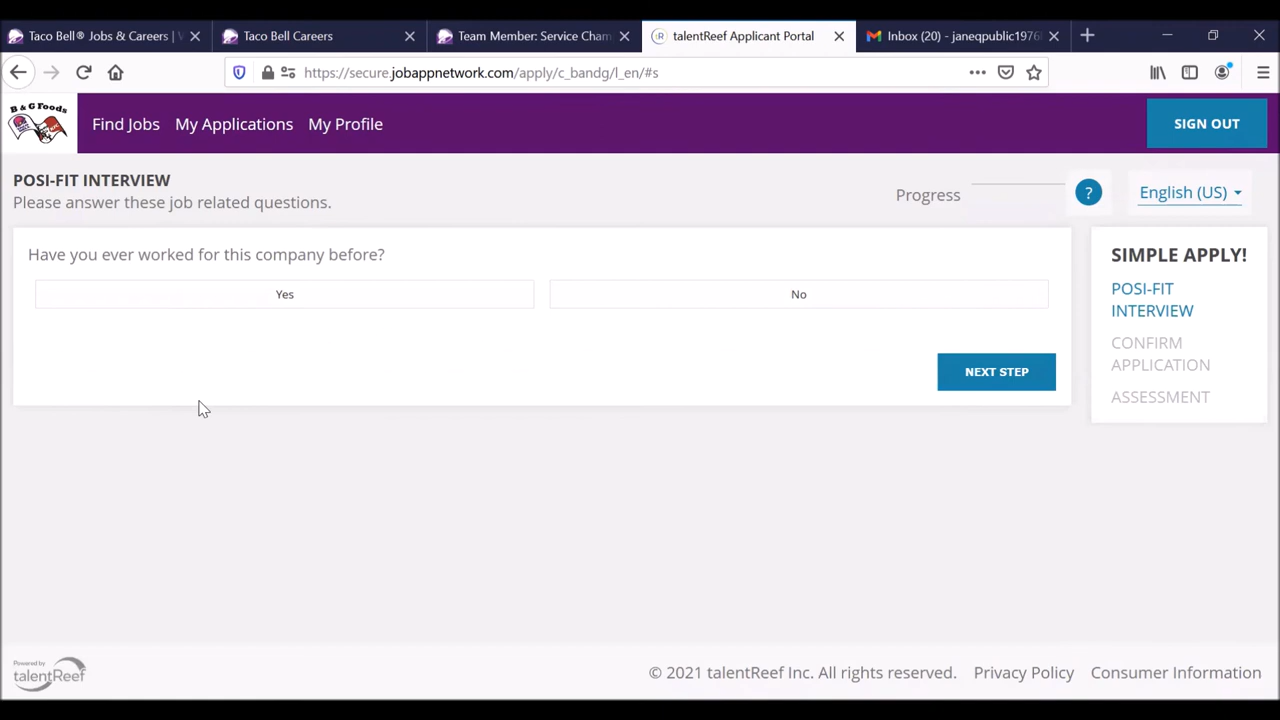 Taco Bell® Jobs & Careers | V
Taco Bell Careers
Team Member: Service Cham
talentReef Applicant Portal
Inbox (20) - janeqpublic1976
https://secure.jobappnetwork.com/apply/c_bandg/l_en/#s
B & G Foods
Find Jobs
My Applications
My Profile
SIGN OUT
POSI-FIT INTERVIEW
Please answer these job related questions.
Progress
?
English (US)
Have you ever worked for this company before?
Yes
No
NEXT STEP
SIMPLE APPLY!
POSI-FIT
INTERVIEW
CONFIRM
APPLICATION
ASSESSMENT
Powered by
talentReef
© 2021 talentReef Inc. All rights reserved.
Privacy Policy
Consumer Information